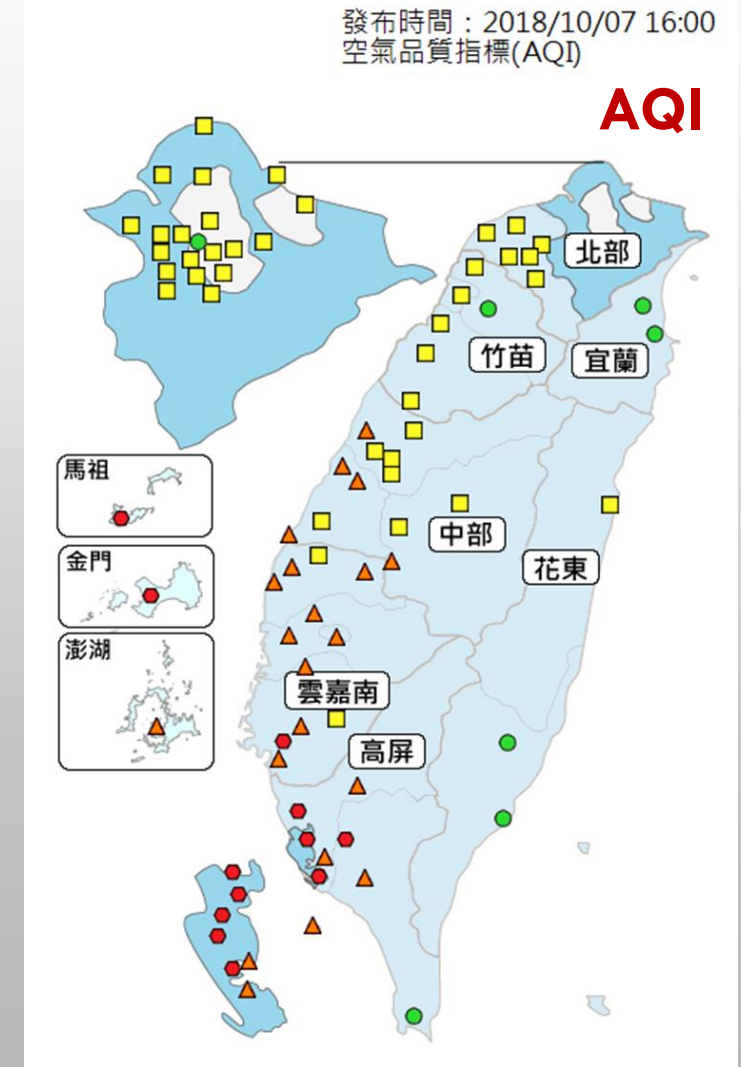 發布時間：2018/10/07 16:00
空氣品質指標(AQI)
AQI
北部
竹苗
宜蘭
馬祖
中部
金門
花東
澎湖
雲嘉南
高屏